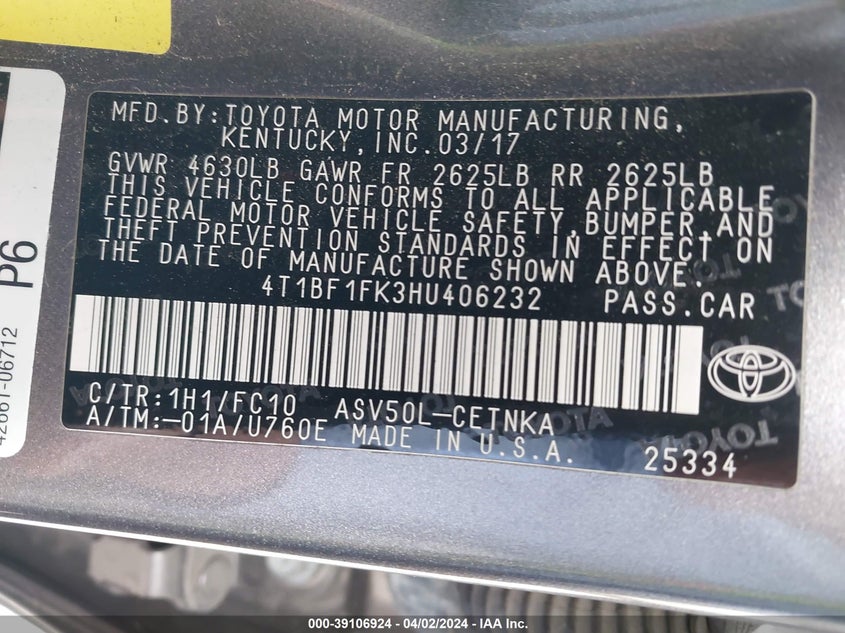 MFD.BY:TOYOTA MOTOR MANUFACTURING,
KENTUCKY,INC.03/17
GVWR 4630LB GAWR FR 2625LB RR 2625LB
THIS VEHICLE CONFORMS TO ALL APPLICABLE
FEDERAL MOTOR VEHICLE SAFETY,BUMPER,AND
THEFT PREVENTION STANDARDS IN EFFECT ON
THE DATE OF MANUFACTURE SHOWN ABOVE.
4T1BF1FK3HU406232 PASS.CAR
C/TR:1H1/FC10 ASV50L-CETNKA
A/TM:-01A/U760E MADE IN U.S.A. 25334
P6
42661-06712
TOYOTA
000-39106924 - 04/02/2024 - IAA Inc.